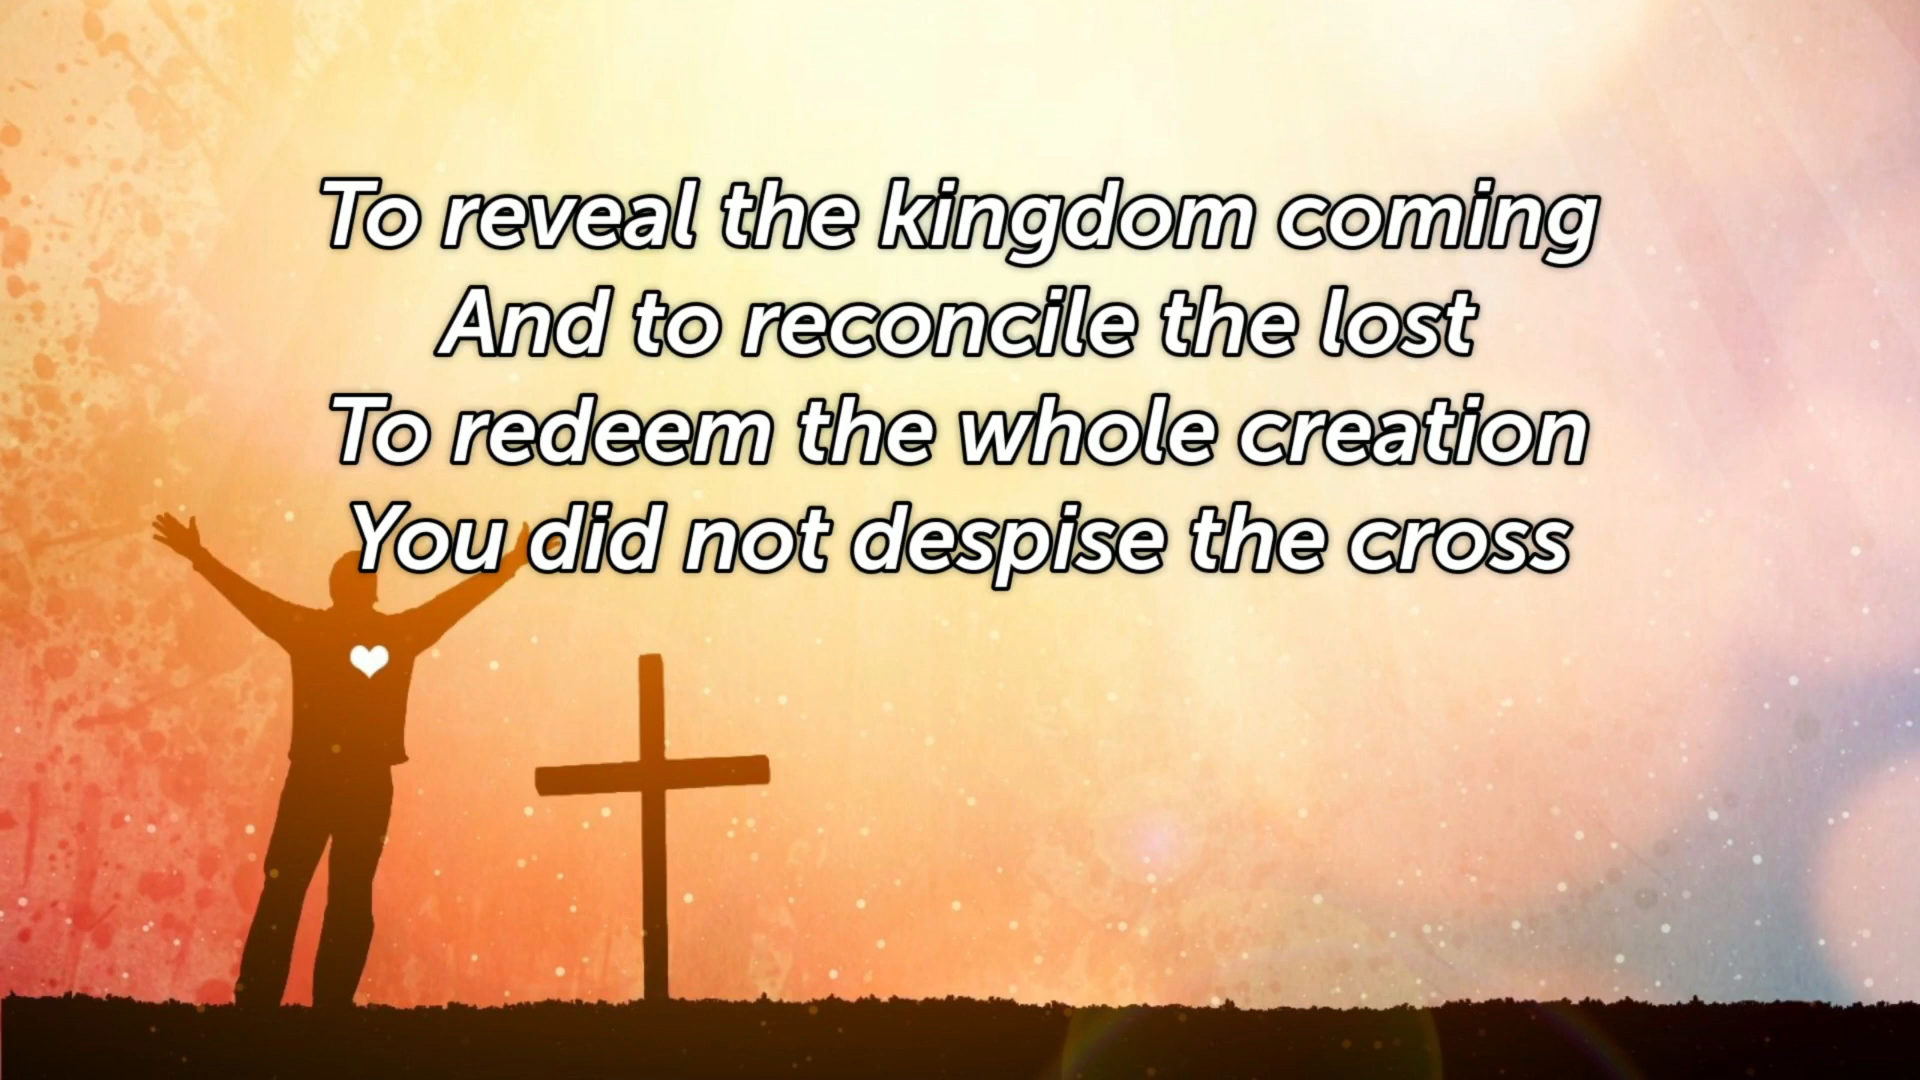 To reveal the kingdom coming
And to reconcile the lost
To redeem the whole creation
You did not despise the cross